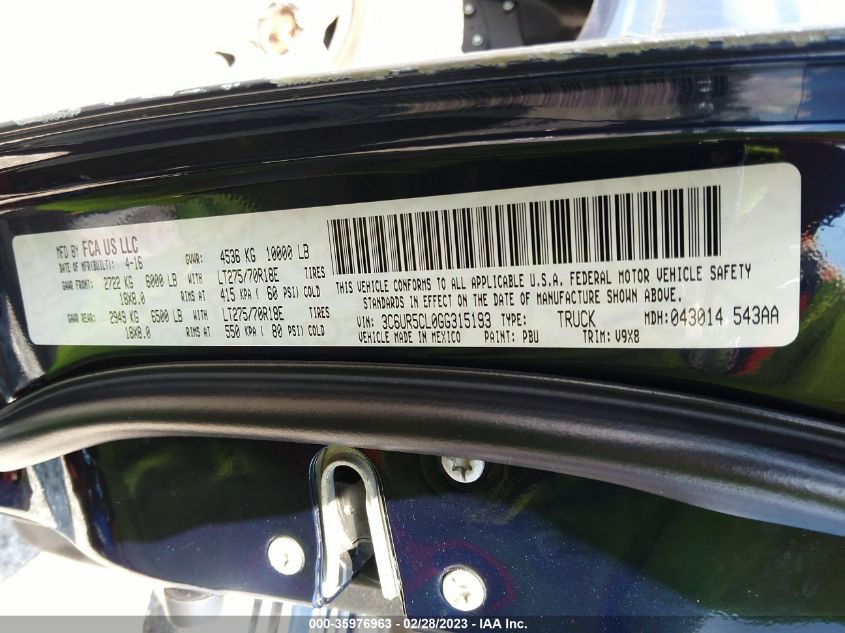 MFD BY FCA US LLC
DATE OF MFR(BUILT): 4-16 GVWR: 4536 KG 10000 LB
GAWR FRONT: 2722 KG 6000 LB WITH LT275/70R18E TIRES
18X8.0 RIMS AT 415 KPA ( 60 PSI) COLD
GAWR REAR: 2949 KG 6500 LB WITH LT275/70R18E TIRES
18X8.0 RIMS AT 550 KPA ( 80 PSI) COLD
THIS VEHICLE CONFORMS TO ALL APPLICABLE U.S.A. FEDERAL MOTOR VEHICLE SAFETY
STANDARDS IN EFFECT ON THE DATE OF MANUFACTURE SHOWN ABOVE.
VIN: 3C6UR5CL0GG315193 TYPE: TRUCK MDH: 043014 543AA
VEHICLE MADE IN MEXICO PAINT: PBU TRIM: V9X8
000-35976963 - 02/28/2023 - IAA Inc.